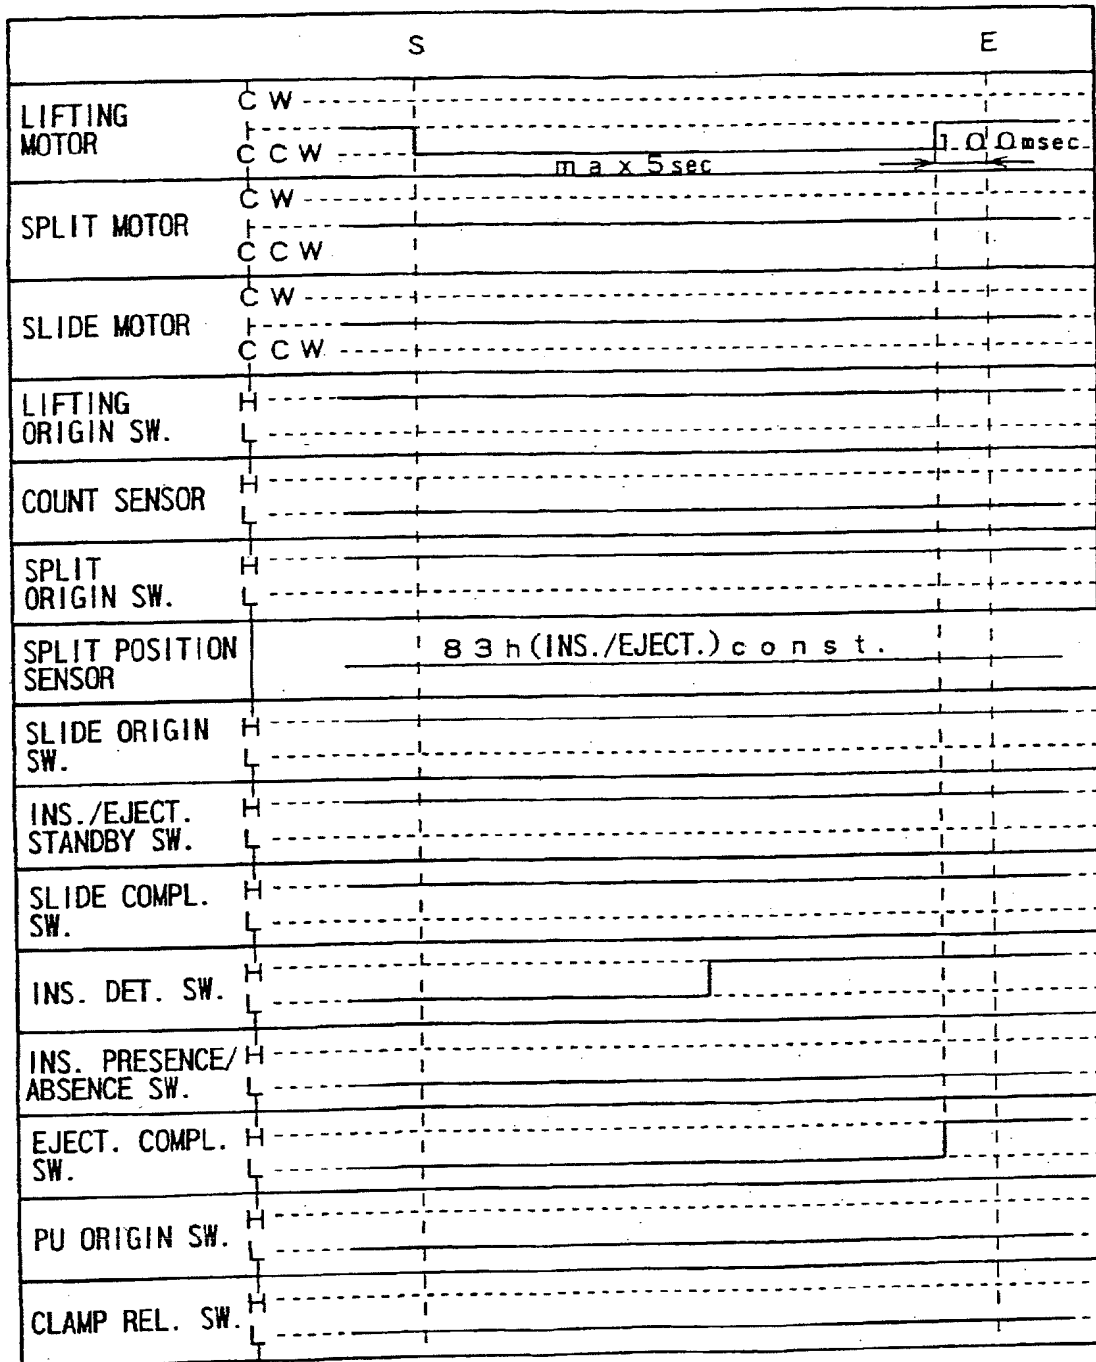 S E
LIFTING
MOTOR
CW
CCW
max 5sec
100msec
SPLIT MOTOR
CW
CCW
SLIDE MOTOR
CW
CCW
LIFTING
ORIGIN SW.
H
L
COUNT SENSOR
H
L
SPLIT
ORIGIN SW.
H
L
SPLIT POSITION
SENSOR
83h(INS./EJECT.)const.
SLIDE ORIGIN
SW.
H
L
INS./EJECT.
STANDBY SW.
H
L
SLIDE COMPL.
SW.
H
L
INS. DET. SW.
H
L
INS. PRESENCE/
ABSENCE SW.
H
L
EJECT. COMPL.
SW.
H
L
PU ORIGIN SW.
H
L
CLAMP REL. SW.
H
L